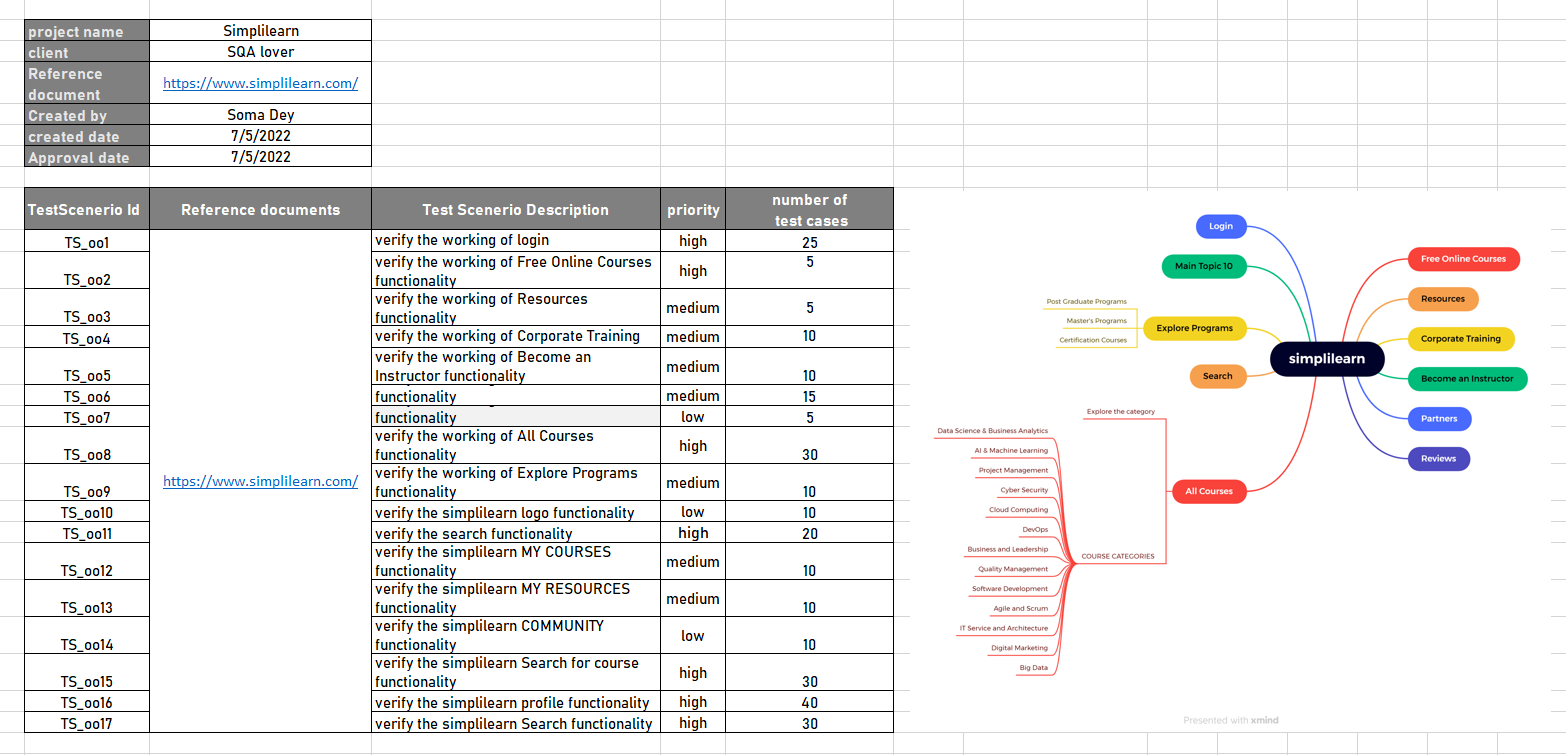 project name Simplilearn
client SQA lover
Reference
document https://www.simplilearn.com/
Created by Soma Dey
created date 7/5/2022
Approval date 7/5/2022
TestScenerio Id Reference documents Test Scenerio Description priority number of
test cases
https://www.simplilearn.com/
TS_oo1 verify the working of login high 25
TS_oo2 verify the working of Free Online Courses
functionality high 5
TS_oo3 verify the working of Resources
functionality medium 5
TS_oo4 verify the working of Corporate Training medium 10
TS_oo5 verify the working of Become an
Instructor functionality medium 10
TS_oo6 functionality medium 15
TS_oo7 functionality low 5
TS_oo8 verify the working of All Courses
functionality high 30
TS_oo9 verify the working of Explore Programs
functionality medium 10
TS_oo10 verify the simplilearn logo functionality low 10
TS_oo11 verify the search functionality high 20
TS_oo12 verify the simplilearn MY COURSES
functionality medium 10
TS_oo13 verify the simplilearn MY RESOURCES
functionality medium 10
TS_oo14 verify the simplilearn COMMUNITY
functionality low 10
TS_oo15 verify the simplilearn Search for course
functionality high 30
TS_oo16 verify the simplilearn profile functionality high 40
TS_oo17 verify the simplilearn Search functionality high 30
simplilearn
Login
Main Topic 10
Explore Programs
Post Graduate Programs
Master's Programs
Certification Courses
Search
All Courses
Explore the category
COURSE CATEGORIES
Data Science & Business Analytics
AI & Machine Learning
Project Management
Cyber Security
Cloud Computing
DevOps
Business and Leadership
Quality Management
Software Development
Agile and Scrum
IT Service and Architecture
Digital Marketing
Big Data
Free Online Courses
Resources
Corporate Training
Become an Instructor
Partners
Reviews
Presented with xmind